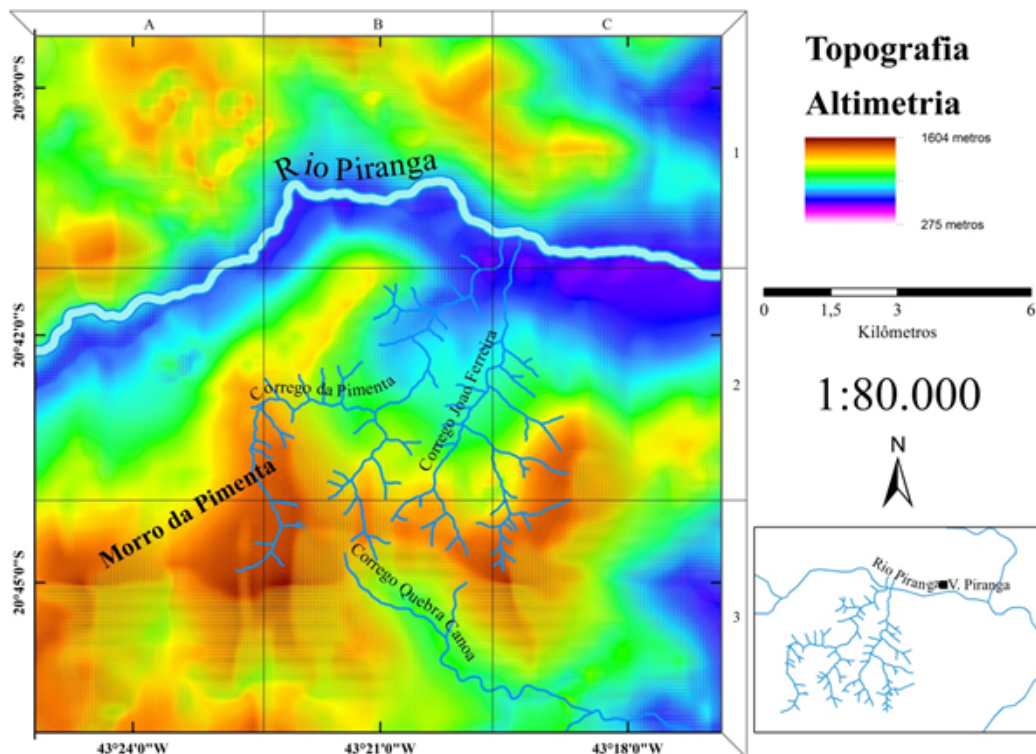 A B C
20°39'0"S
20°42'0"S
20°45'0"S
43°24'0"W 43°21'0"W 43°18'0"W
1
2
3
Rio Piranga
Corrego da Pimenta
Corrego Joao Ferreira
Morro da Pimenta
Corrego Quebra Canoa
Topografia
Altimetria
1604 metros
275 metros
0 1,5 3 6
Kilômetros
1:80.000
N
Rio Piranga V. Piranga